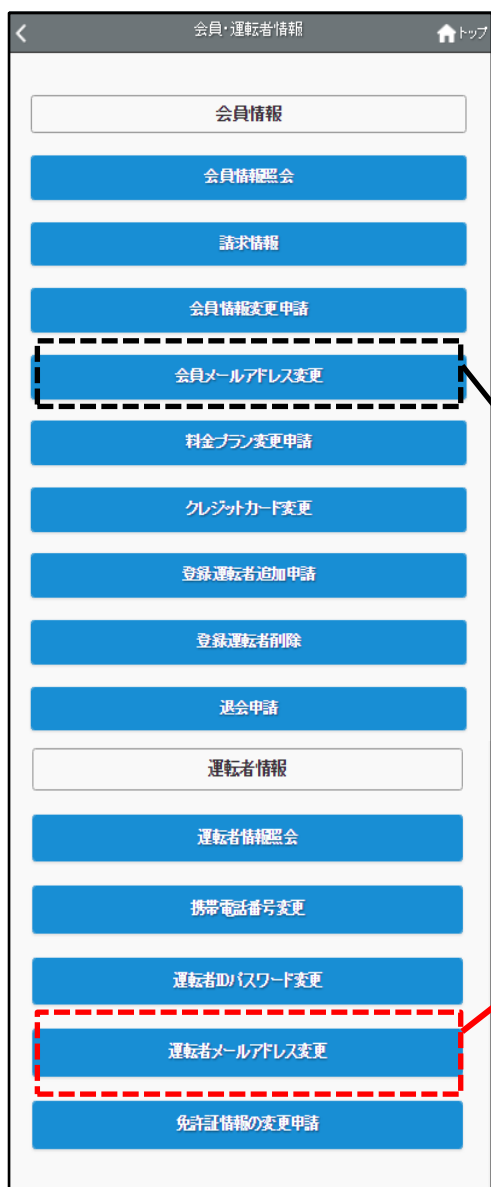 会員・運転者情報
トップ
会員情報
会員情報照会
請求情報
会員情報変更申請
会員メールアドレス変更
料金プラン変更申請
クレジットカード変更
登録運転者追加申請
登録運転者削除
退会申請
運転者情報
運転者情報照会
携帯電話番号変更
運転者IDパスワード変更
運転者メールアドレス変更
免許証情報の変更申請